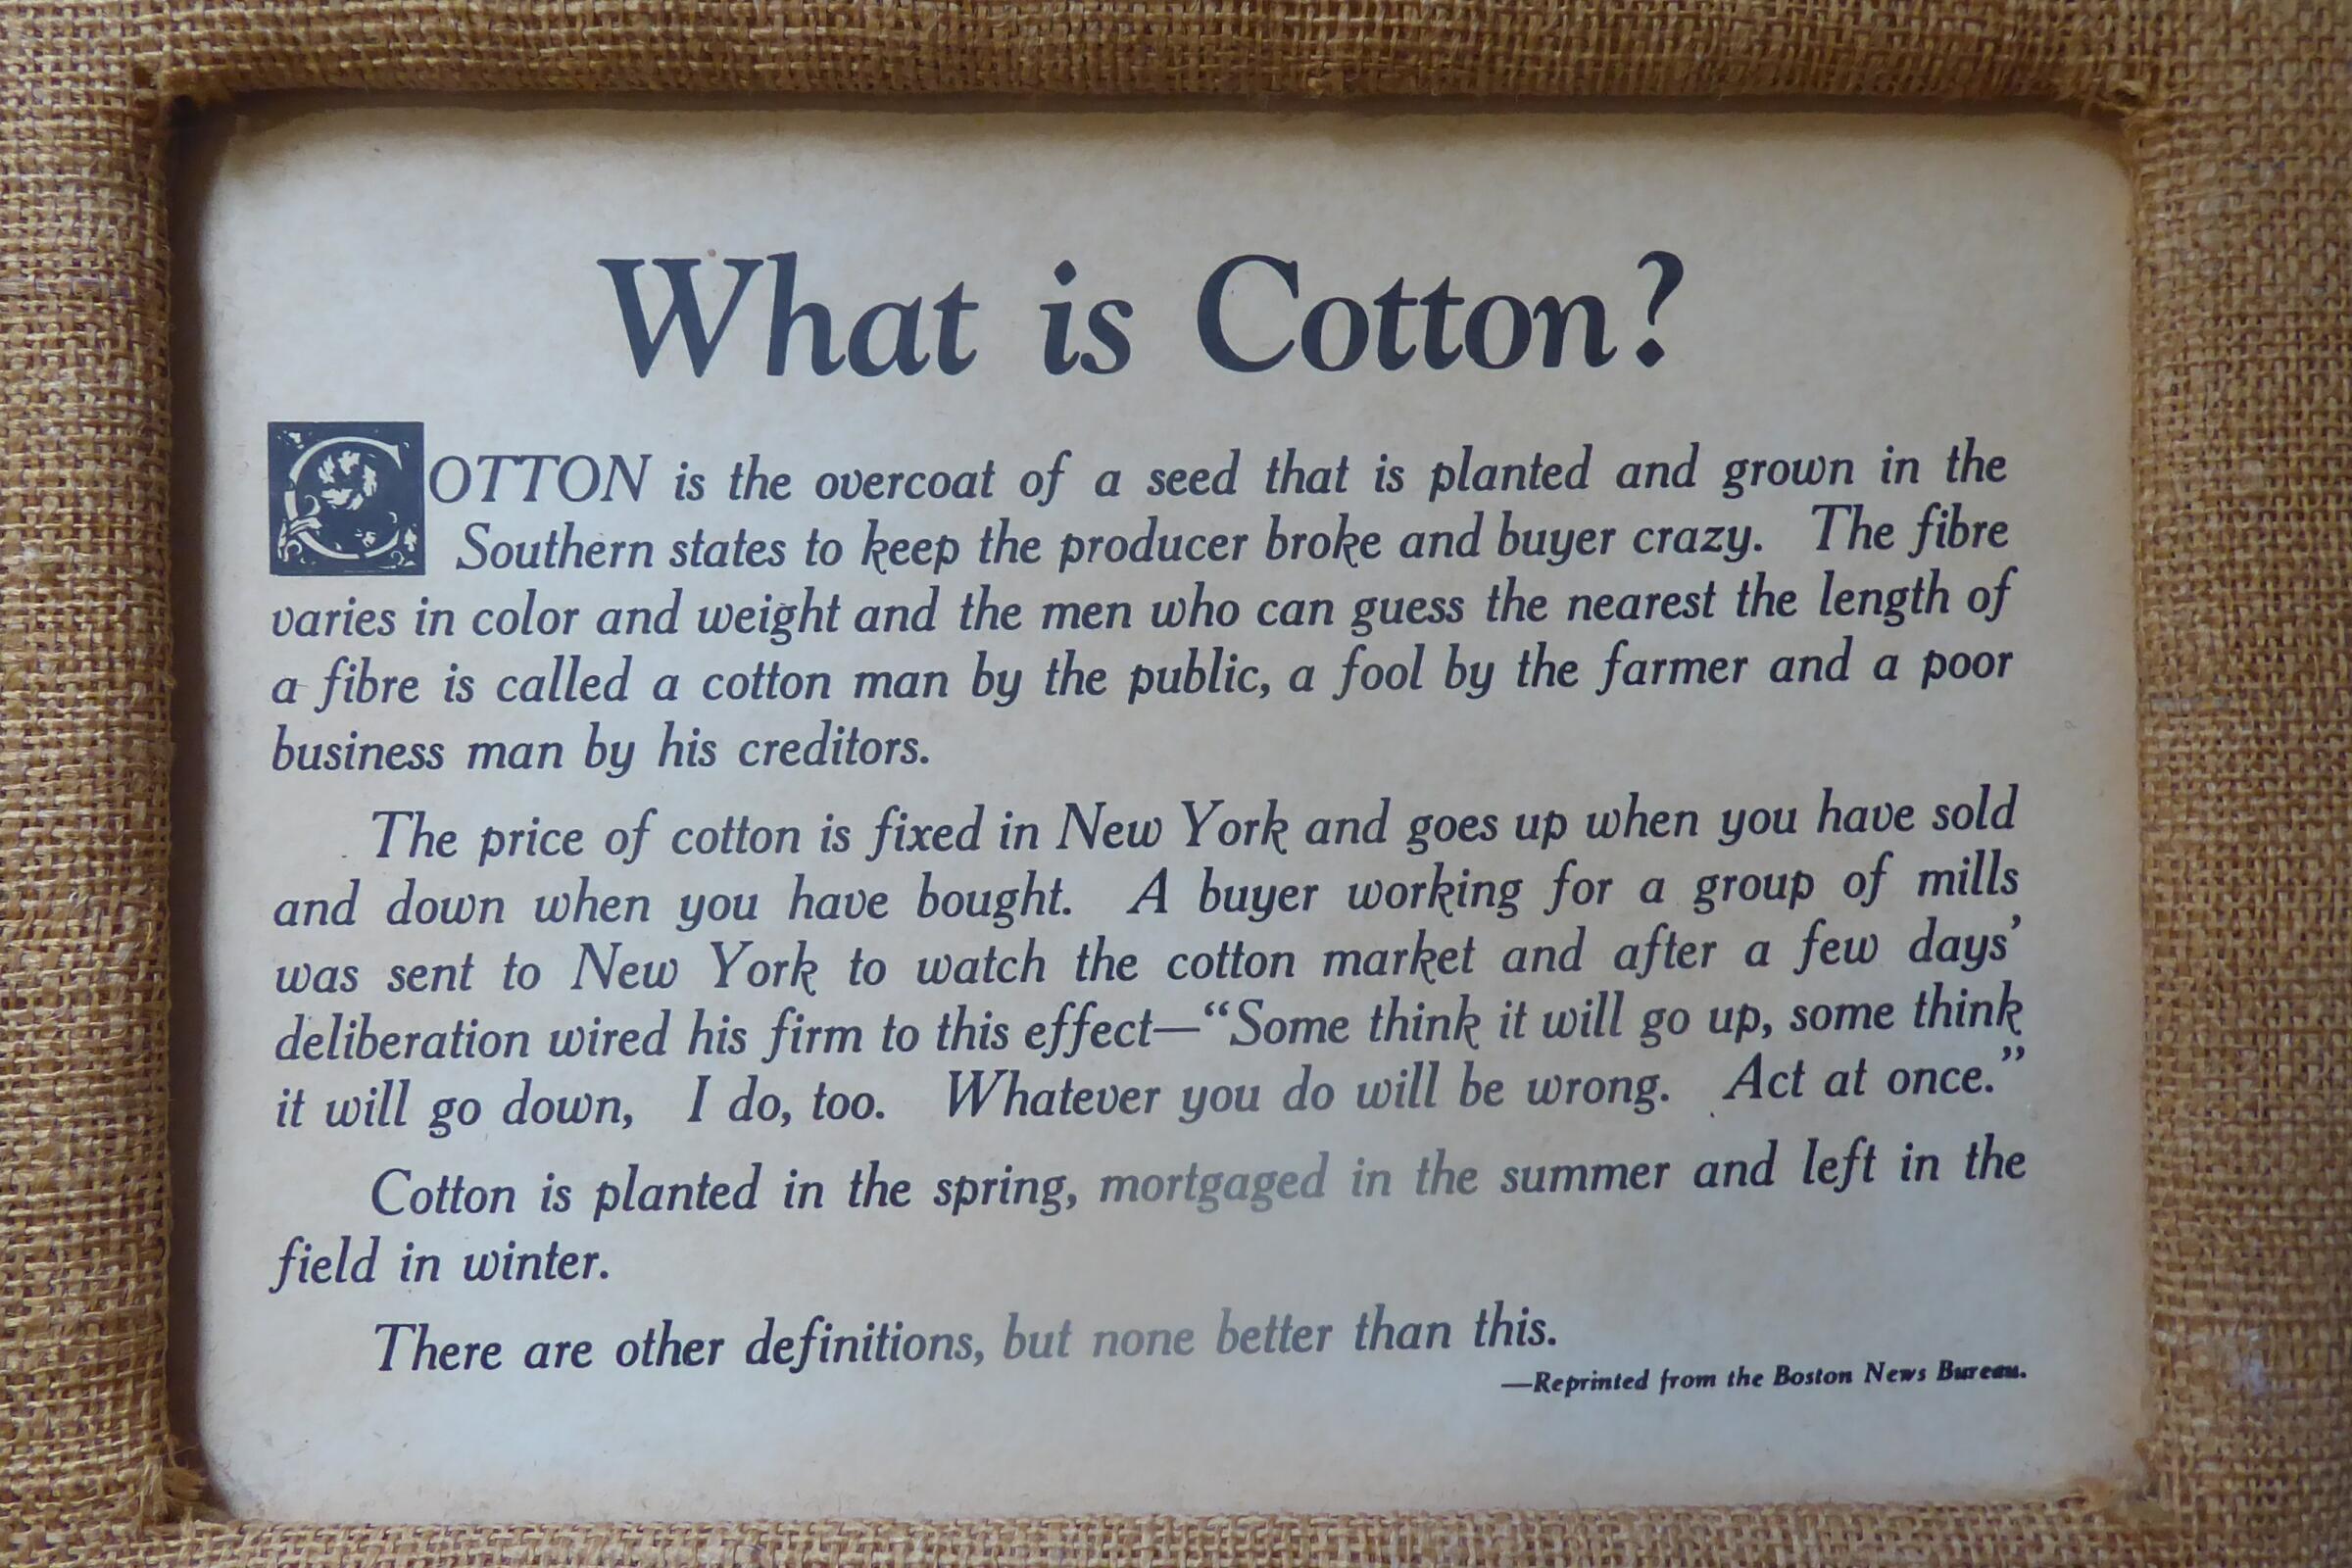 What is Cotton?
COTTON is the overcoat of a seed that is planted and grown in the
Southern states to keep the producer broke and buyer crazy. The fibre
varies in color and weight and the men who can guess the nearest the length of
a fibre is called a cotton man by the public, a fool by the farmer and a poor
business man by his creditors.
The price of cotton is fixed in New York and goes up when you have sold
and down when you have bought. A buyer working for a group of mills
was sent to New York to watch the cotton market and after a few days'
deliberation wired his firm to this effect—“Some think it will go up, some think
it will go down, I do, too. Whatever you do will be wrong. Act at once.”
Cotton is planted in the spring, mortgaged in the summer and left in the
field in winter.
There are other definitions, but none better than this.
—Reprinted from the Boston News Bureau.